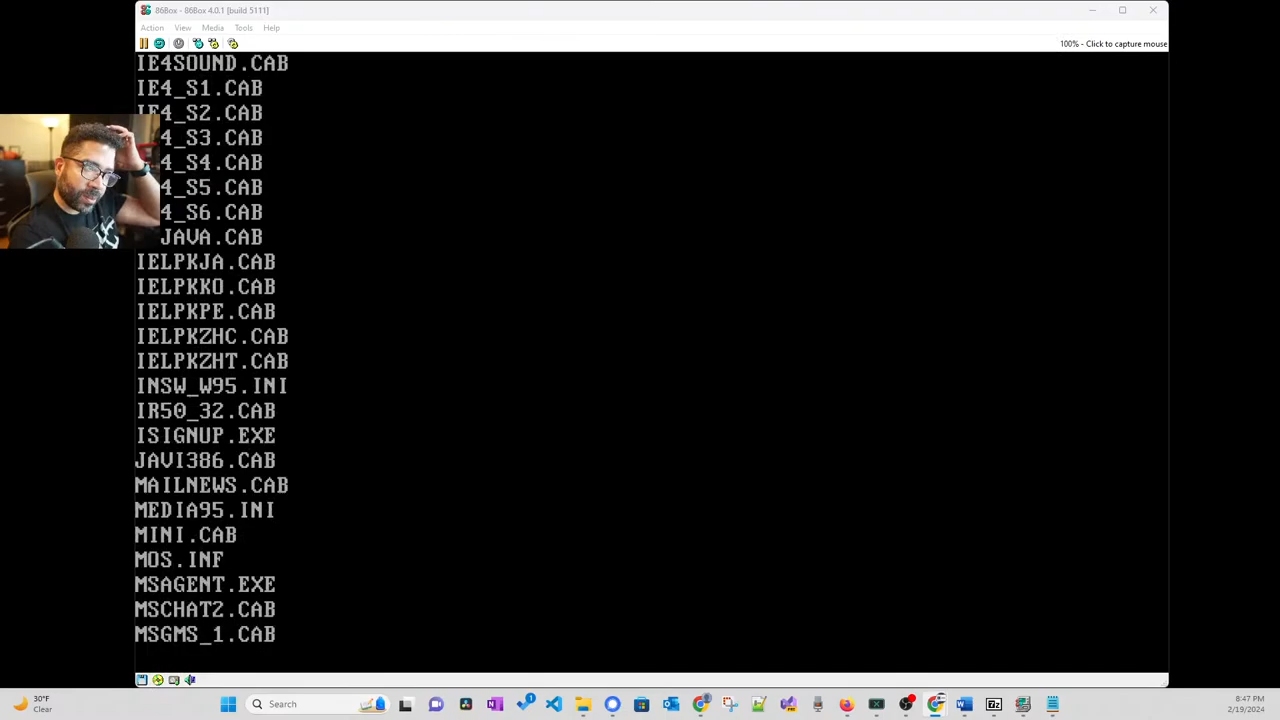 86Box - 86Box 4.0.1 [build 5111]
Action View Media Tools Help
100% - Click to capture mouse
IE4SOUND.CAB
IE4_S1.CAB
IE4_S2.CAB
4_S3.CAB
4_S4.CAB
4_S5.CAB
4_S6.CAB
JAVA.CAB
IELPKJA.CAB
IELPKKO.CAB
IELPKPE.CAB
IELPKZHC.CAB
IELPKZHT.CAB
INSW_W95.INI
IR50_32.CAB
ISIGNUP.EXE
JAVI386.CAB
MAILNEWS.CAB
MEDIA95.INI
MINI.CAB
MOS.INF
MSAGENT.EXE
MSCHAT2.CAB
MSGMS_1.CAB
30°F
Clear
Search
8:47 PM
2/19/2024